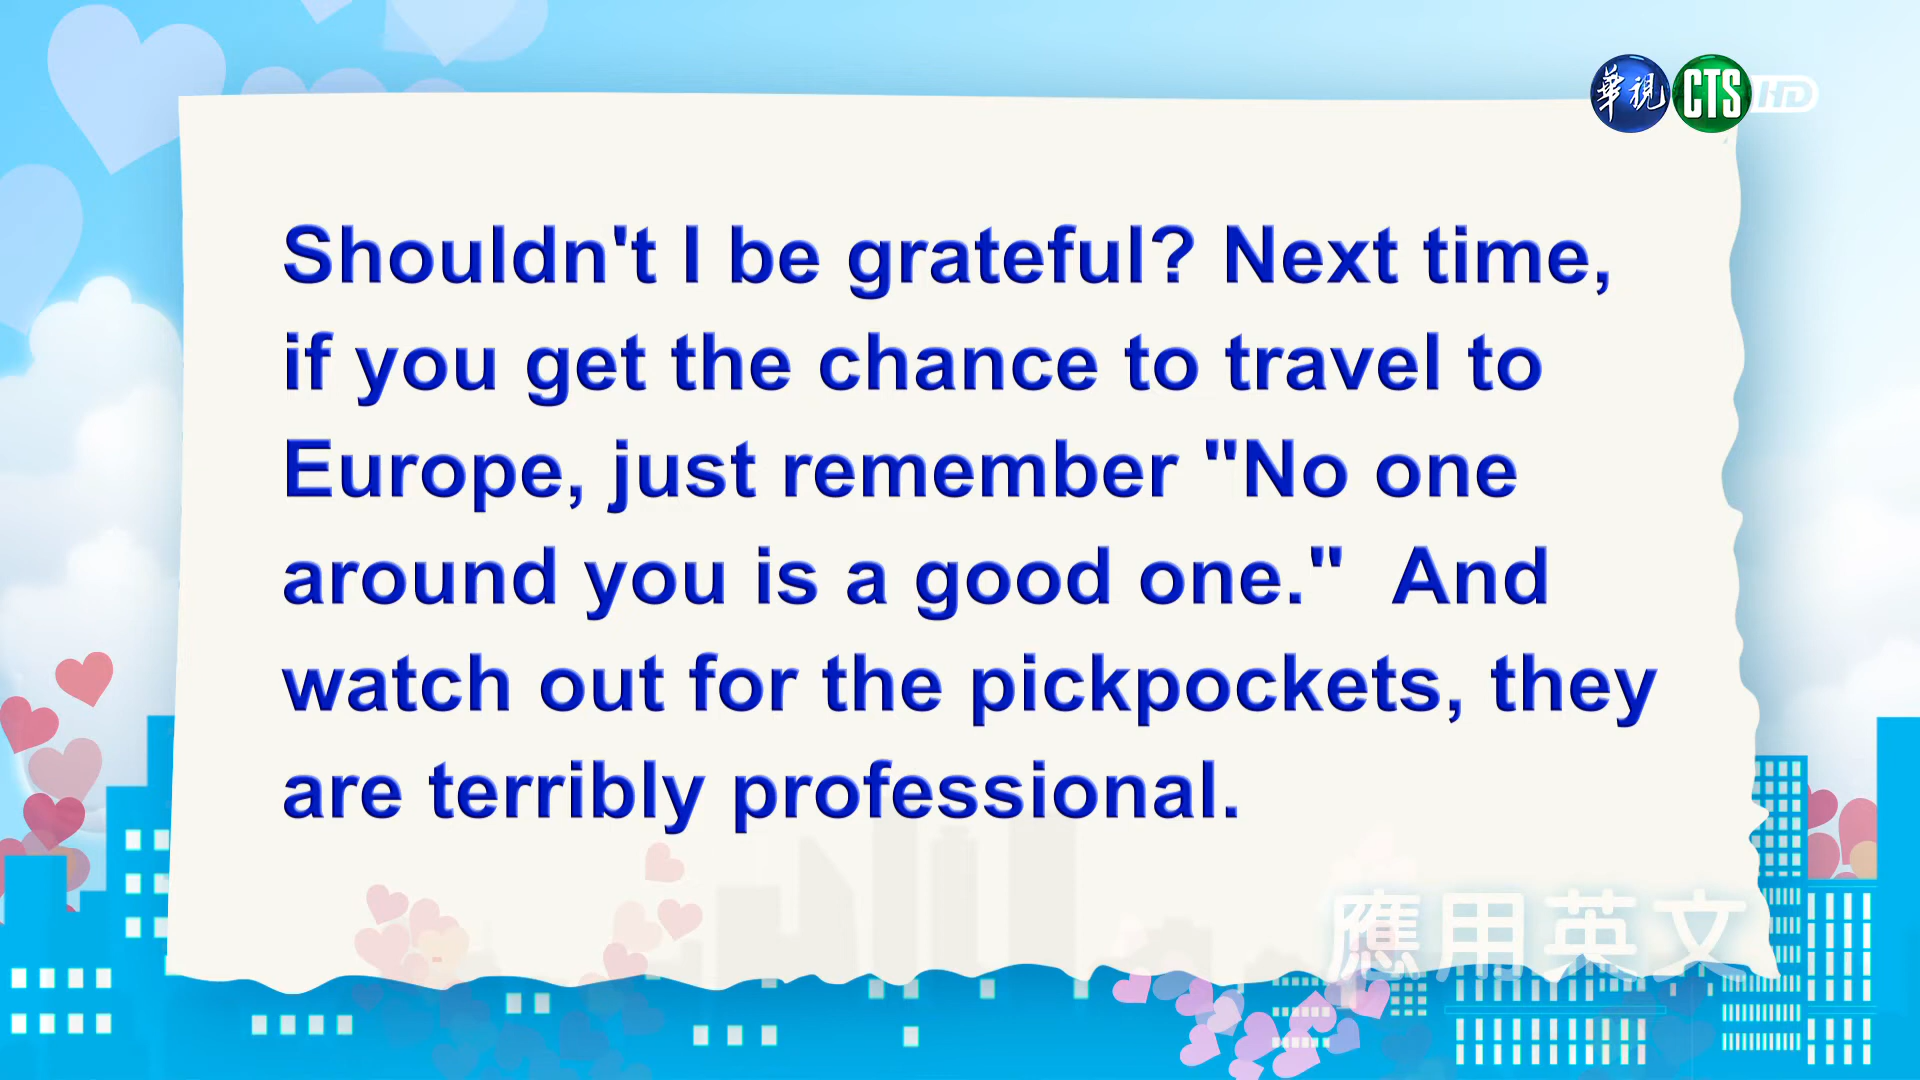 華視 CTS HD
Shouldn't I be grateful? Next time,
if you get the chance to travel to
Europe, just remember "No one
around you is a good one."  And
watch out for the pickpockets, they
are terribly professional.
應用英文